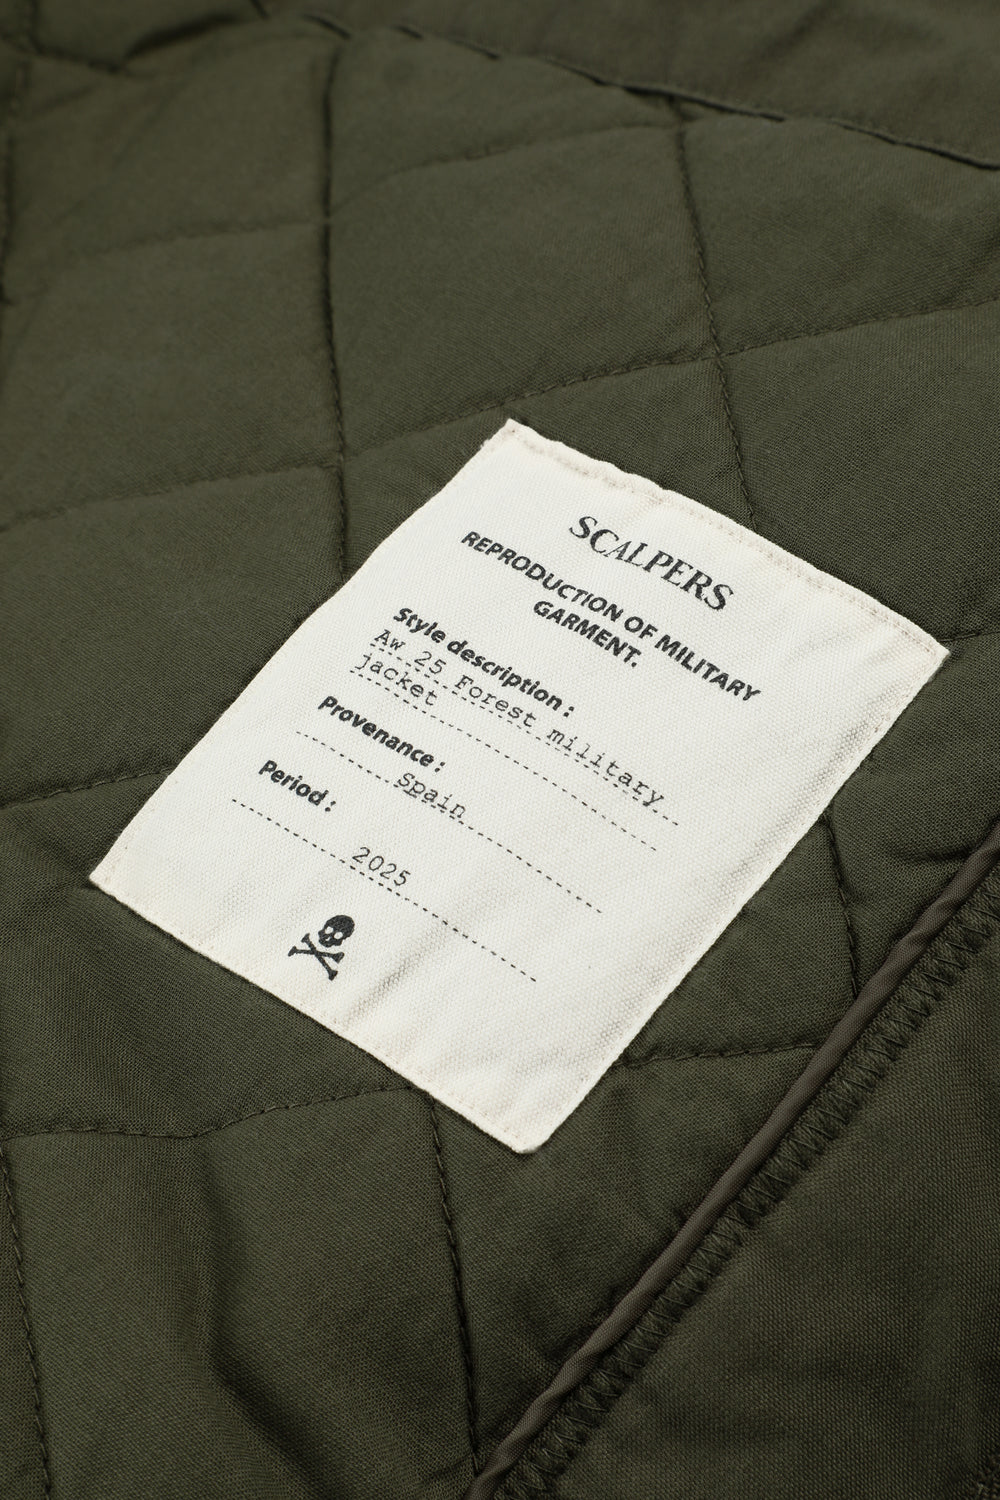 SCALPERS
REPRODUCTION OF MILITARY
GARMENT.
Style description :
Aw 25 Forest military
jacket
Provenance :
Spain
Period :
2025